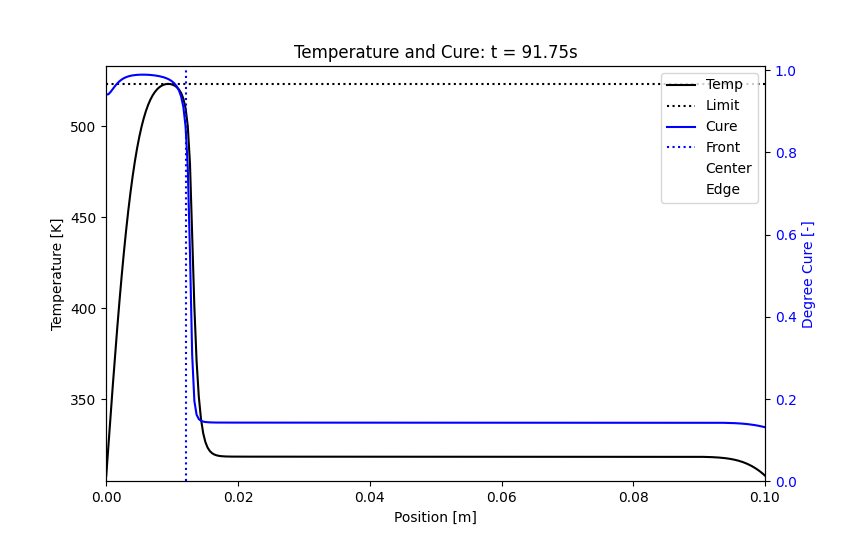 Temperature and Cure: t = 91.75s
Temperature [K]
500
450
400
350
Temp
Limit
Cure
Front
Center
Edge
1.0
0.8
0.6
0.4
0.2
0.0
Degree Cure [-]
0.00
0.02
0.04
0.06
0.08
0.10
Position [m]